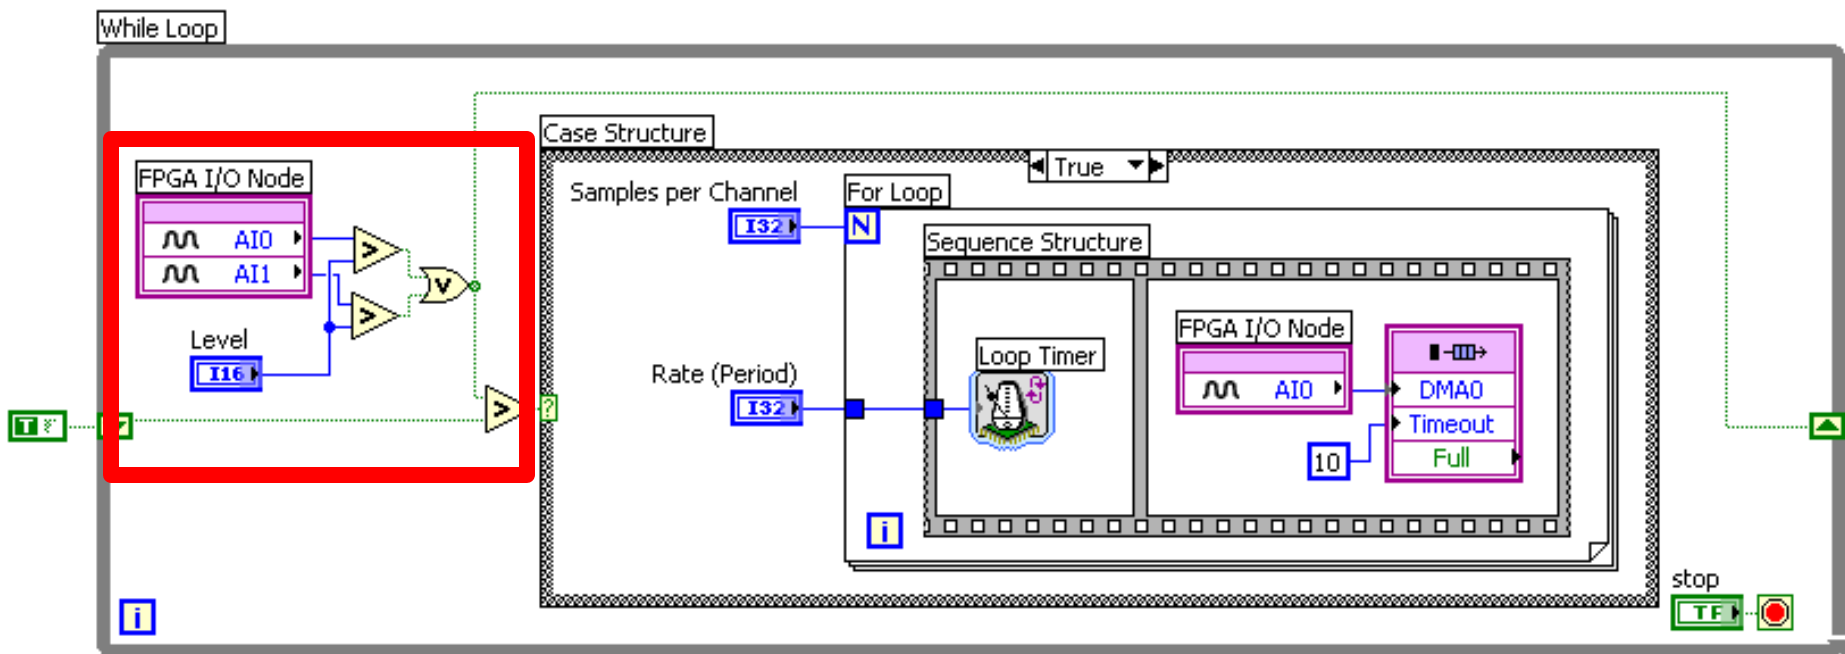 While Loop
FPGA I/O Node
AI0
AI1
Level
I16
T
i
Case Structure
True
Samples per Channel
I32
For Loop
N
Sequence Structure
Rate (Period)
I32
Loop Timer
FPGA I/O Node
AI0
DMA0
Timeout
10
Full
i
stop
TF